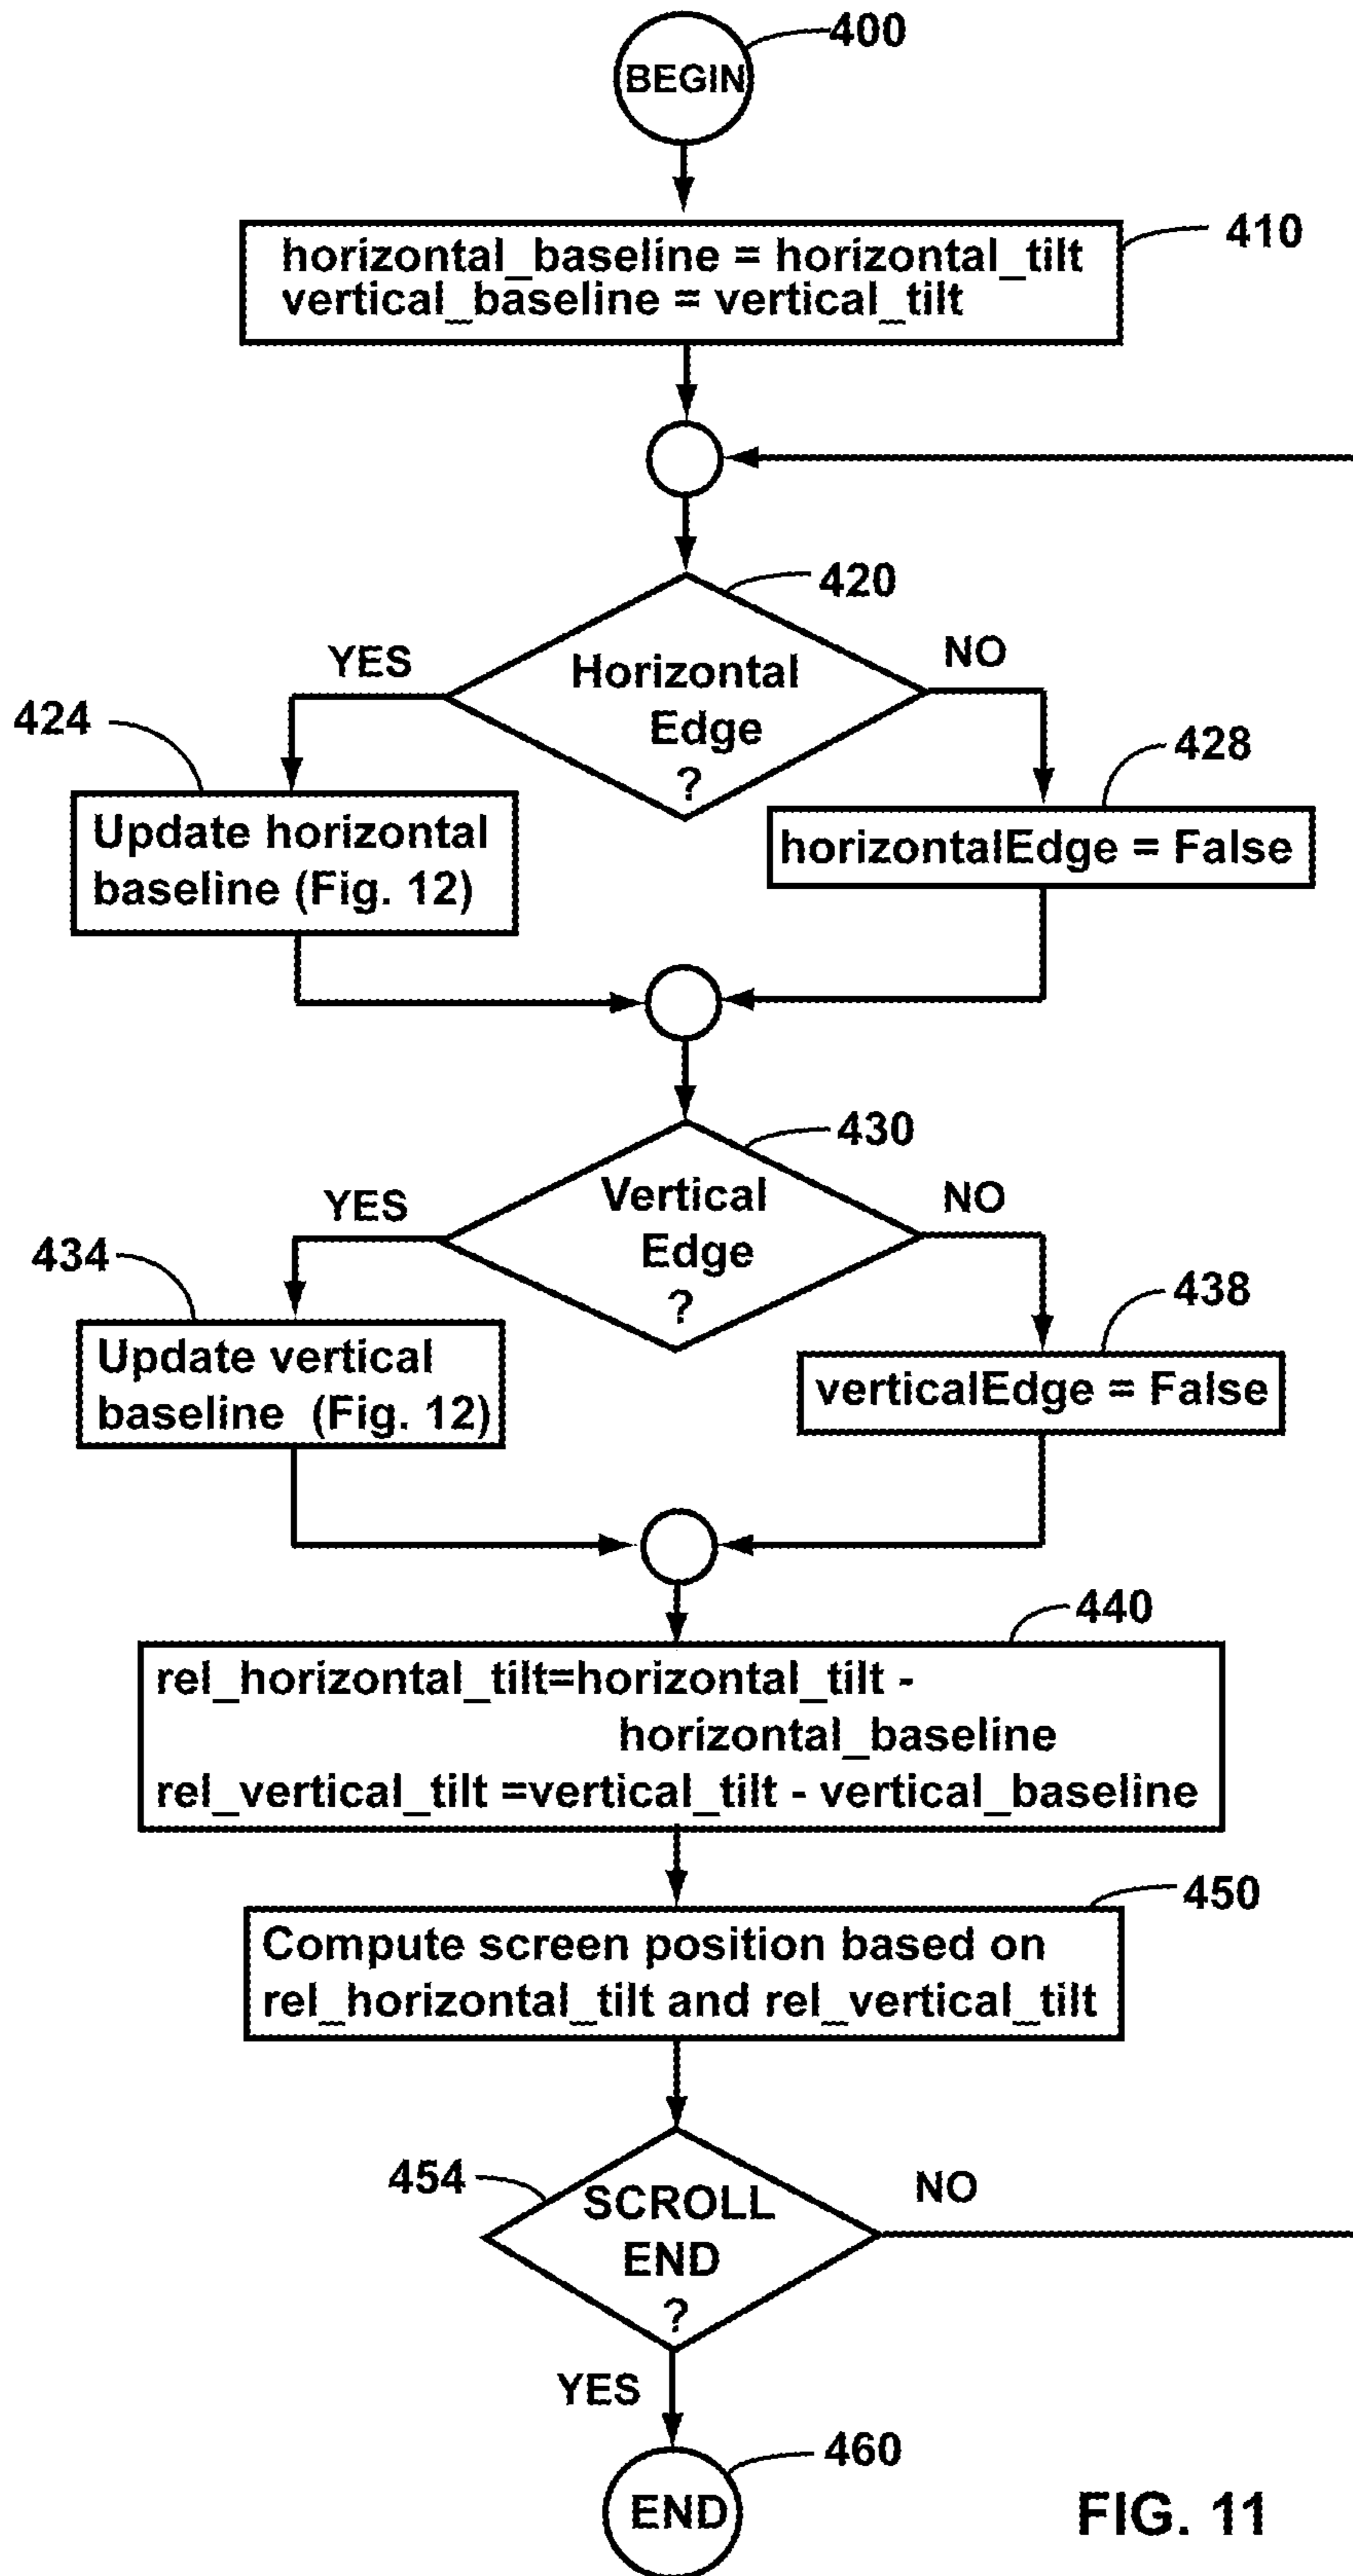 400
BEGIN
410
horizontal_baseline = horizontal_tilt
vertical_baseline = vertical_tilt
420
YES
Horizontal
Edge
?
NO
424
Update horizontal
baseline (Fig. 12)
428
horizontalEdge = False
430
YES
Vertical
Edge
?
NO
434
Update vertical
baseline (Fig. 12)
438
verticalEdge = False
440
rel_horizontal_tilt=horizontal_tilt -
horizontal_baseline
rel_vertical_tilt =vertical_tilt - vertical_baseline
450
Compute screen position based on
rel_horizontal_tilt and rel_vertical_tilt
454
SCROLL
END
?
NO
YES
460
END
FIG. 11